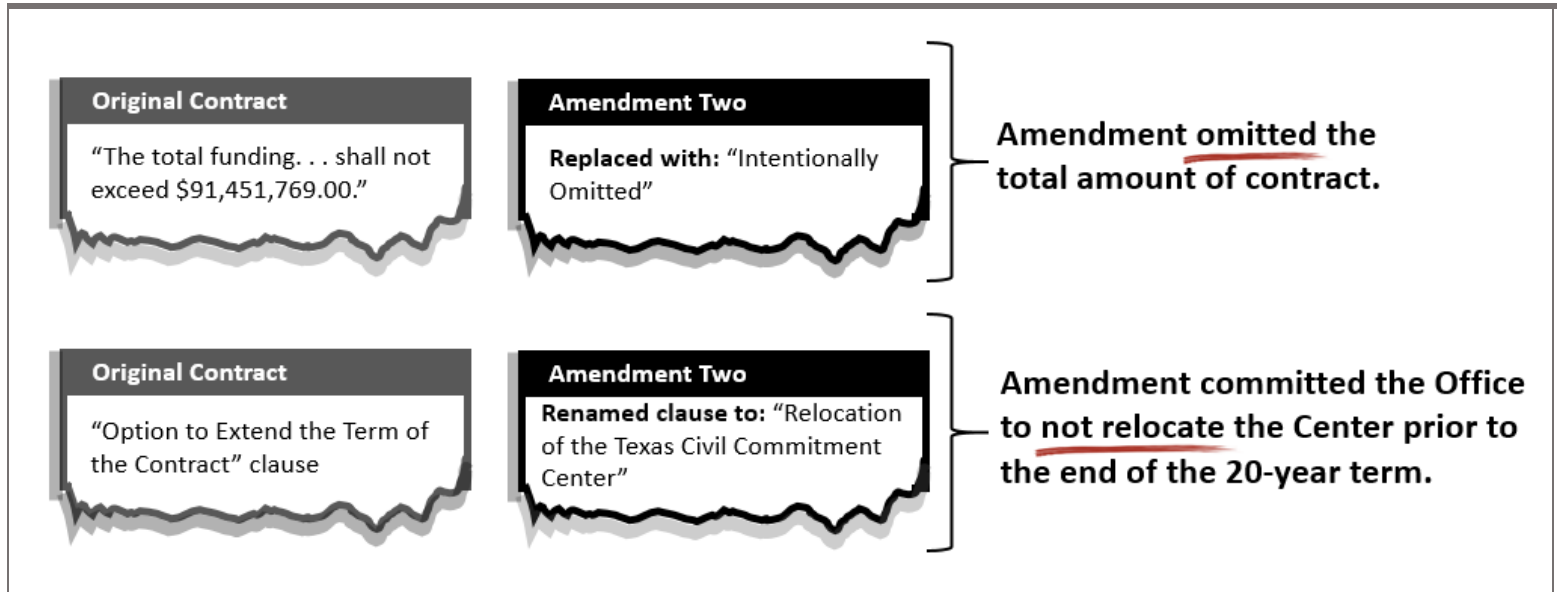 Original Contract
“The total funding. . . shall not
exceed $91,451,769.00.”
Amendment Two
Replaced with: “Intentionally
Omitted”
Amendment omitted the
total amount of contract.
Original Contract
“Option to Extend the Term of
the Contract” clause
Amendment Two
Renamed clause to: “Relocation
of the Texas Civil Commitment
Center”
Amendment committed the Office
to not relocate the Center prior to
the end of the 20-year term.